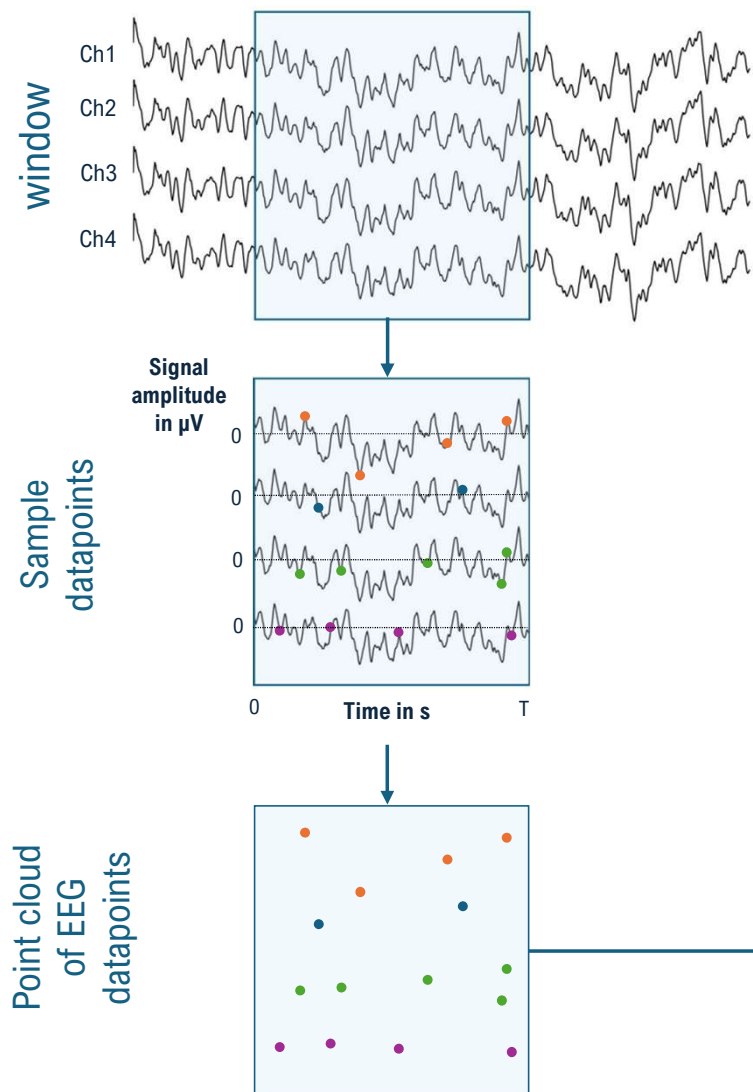 window
Ch1
Ch2
Ch3
Ch4
Sample
datapoints
Signal
amplitude
in µV
0
0
0
0
0
Time in s
T
Point cloud
of EEG
datapoints